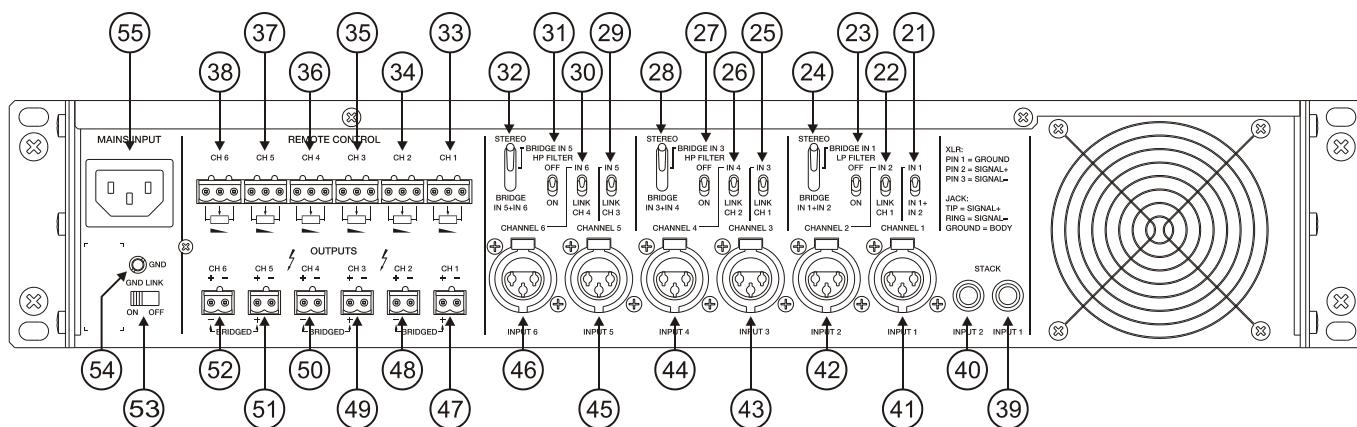 55 37 35 33 31 29 27 25 23 21
38 36 34 32 30 28 26 24 22
MAINS INPUT
REMOTE CONTROL
CH 6 CH 5 CH 4 CH 3 CH 2 CH 1
OUTPUTS
CH 6 CH 5 CH 4 CH 3 CH 2 CH 1
+ − + − + − + − + − + −
− + − + − +
BRIDGED BRIDGED BRIDGED
GND
GND LINK
ON OFF
STEREO
BRIDGE IN 5
HP FILTER
OFF
ON
IN 6
IN 5
LINK CH 4
LINK CH 3
BRIDGE
IN 5+IN 6
CHANNEL 6 CHANNEL 5
STEREO
BRIDGE IN 3
HP FILTER
OFF
ON
IN 4
IN 3
LINK CH 2
LINK CH 1
BRIDGE
IN 3+IN 4
CHANNEL 4 CHANNEL 3
STEREO
BRIDGE IN 1
LP FILTER
OFF
ON
IN 2
IN 1
LINK CH 1
IN 1+
IN 2
BRIDGE
IN 1+IN 2
CHANNEL 2 CHANNEL 1
XLR:
PIN 1 = GROUND
PIN 2 = SIGNAL+
PIN 3 = SIGNAL−
JACK:
TIP = SIGNAL+
RING = SIGNAL−
GROUND = BODY
STACK
INPUT 6 INPUT 5 INPUT 4 INPUT 3 INPUT 2 INPUT 1 INPUT 2 INPUT 1
54 52 50 48 46 44 42 40
53 51 49 47 45 43 41 39